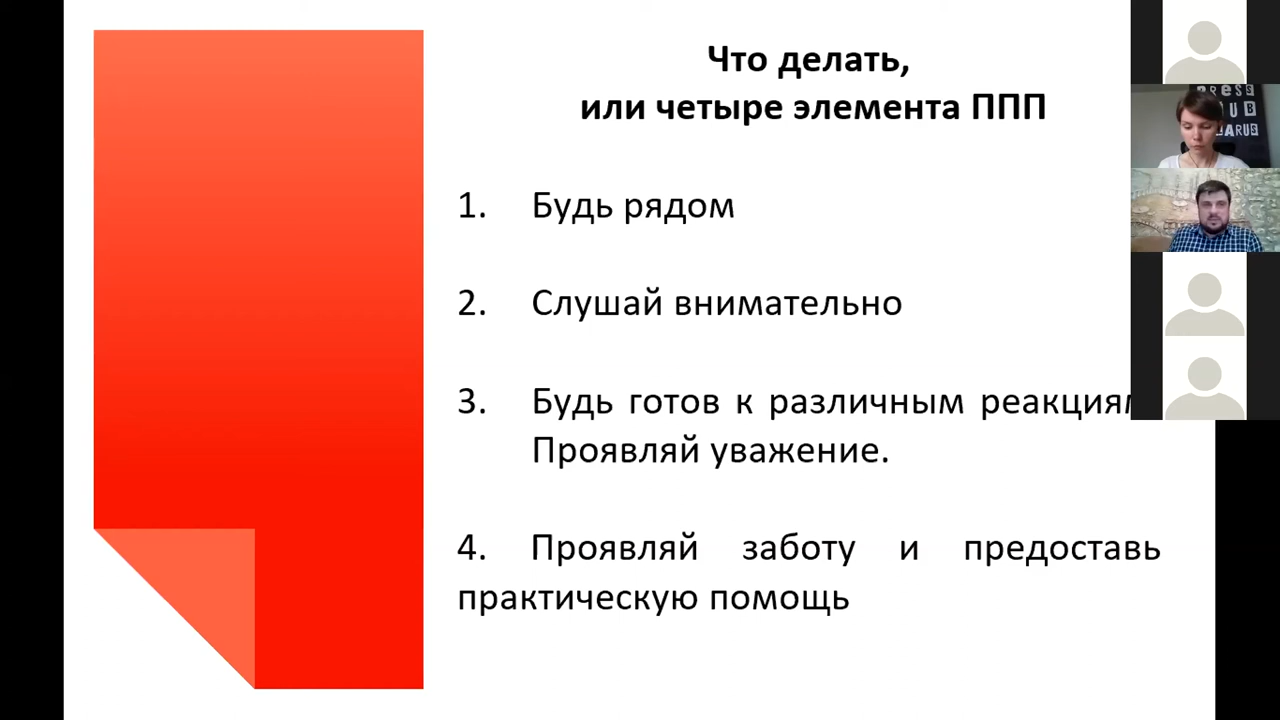 Что делать,
или четыре элемента ППП
1. Будь рядом
2. Слушай внимательно
3. Будь готов к различным
Проявляй уважение.
4. Проявляй заботу и предоставь
практическую помощь
PRESS